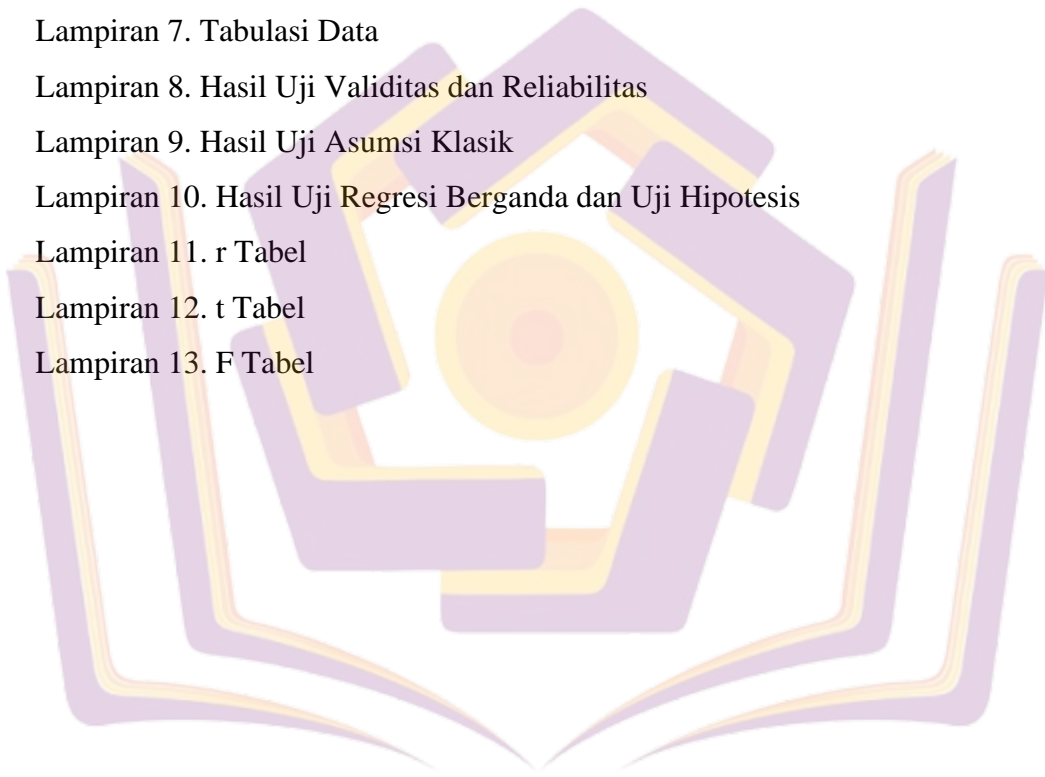 Lampiran 7. Tabulasi Data
Lampiran 8. Hasil Uji Validitas dan Reliabilitas
Lampiran 9. Hasil Uji Asumsi Klasik
Lampiran 10. Hasil Uji Regresi Berganda dan Uji Hipotesis
Lampiran 11. r Tabel
Lampiran 12. t Tabel
Lampiran 13. F Tabel